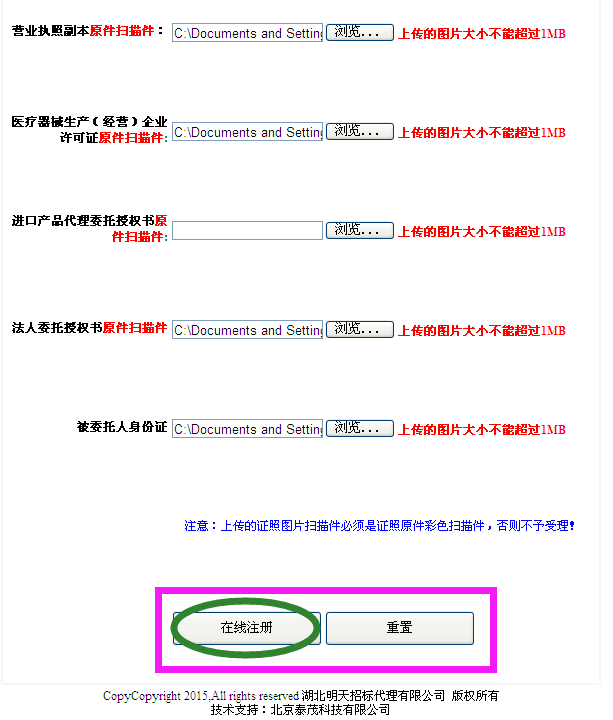 营业执照副本原件扫描件：
C:\Documents and Setting 浏览... 上传的图片大小不能超过1MB
医疗器械生产（经营）企业
许可证原件扫描件:
C:\Documents and Setting 浏览... 上传的图片大小不能超过1MB
进口产品代理委托授权书原
件扫描件:
浏览... 上传的图片大小不能超过1MB
法人委托授权书原件扫描件
C:\Documents and Setting 浏览... 上传的图片大小不能超过1MB
被委托人身份证
C:\Documents and Setting 浏览... 上传的图片大小不能超过1MB
注意：上传的证照图片扫描件必须是证照原件彩色扫描件，否则不予受理!
在线注册 重置
CopyCopyright 2015,All rights reserved 湖北明天招标代理有限公司 版权所有
技术支持：北京泰茂科技有限公司